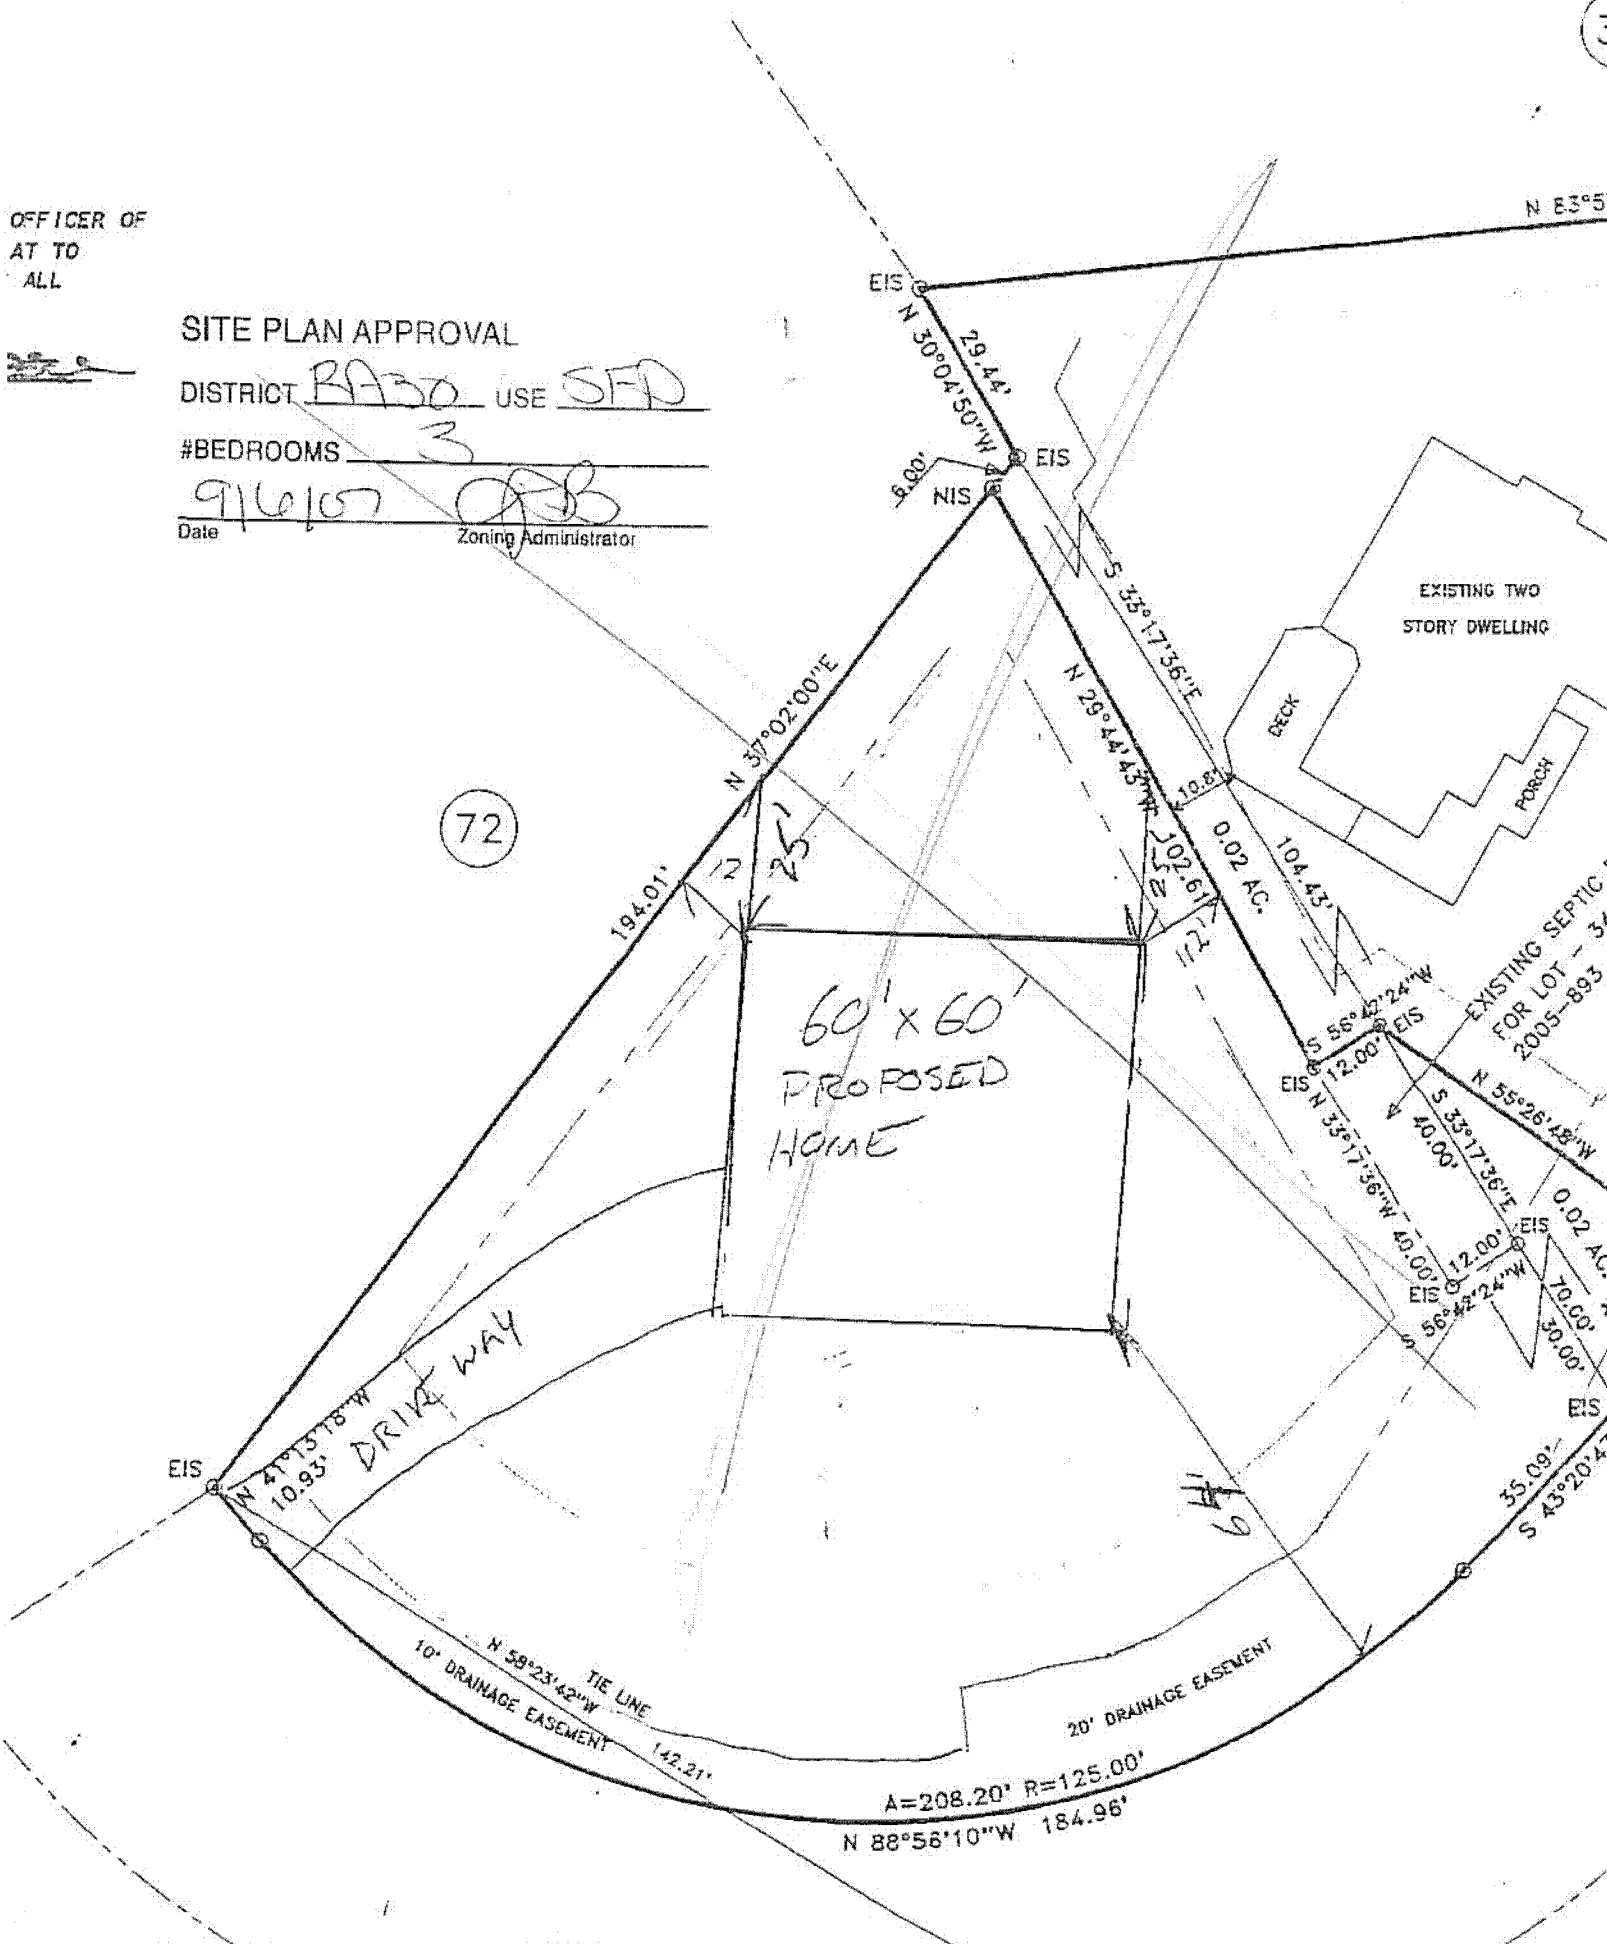 OFFICER OF
AT TO
ALL
SITE PLAN APPROVAL
DISTRICT RA30 USE SFD
#BEDROOMS 3
9/6/07
Date Zoning Administrator
N 83°5
EIS
N 30°04'50"W
29.44'
EIS
6.00'
NIS
S 33°17'36"E
EXISTING TWO
STORY DWELLING
DECK
PORCH
N 37°02'00"E
194.01'
72
N 29°44'43"W
102.61'
10.8'
0.02 AC.
104.43'
12
25'
12'
60' x 60'
PROPOSED
HOME
EXISTING SEPTIC
FOR LOT - 3
2005-893
S 56°42'24"W
12.00'
EIS
EIS
N 33°17'36"W 40.00'
S 33°17'36"E
40.00'
N 55°26'48"W
0.02 AC.
EIS
12.00'
EIS
S 56°42'24"W
70.00'
30.00'
EIS
35.09'
S 43°20'4
DRIVE WAY
EIS
N 41°13'18"W
10.93'
N 58°23'42"W
TIE LINE
142.21'
10' DRAINAGE EASEMENT
20' DRAINAGE EASEMENT
A=208.20' R=125.00'
N 88°56'10"W 184.96'